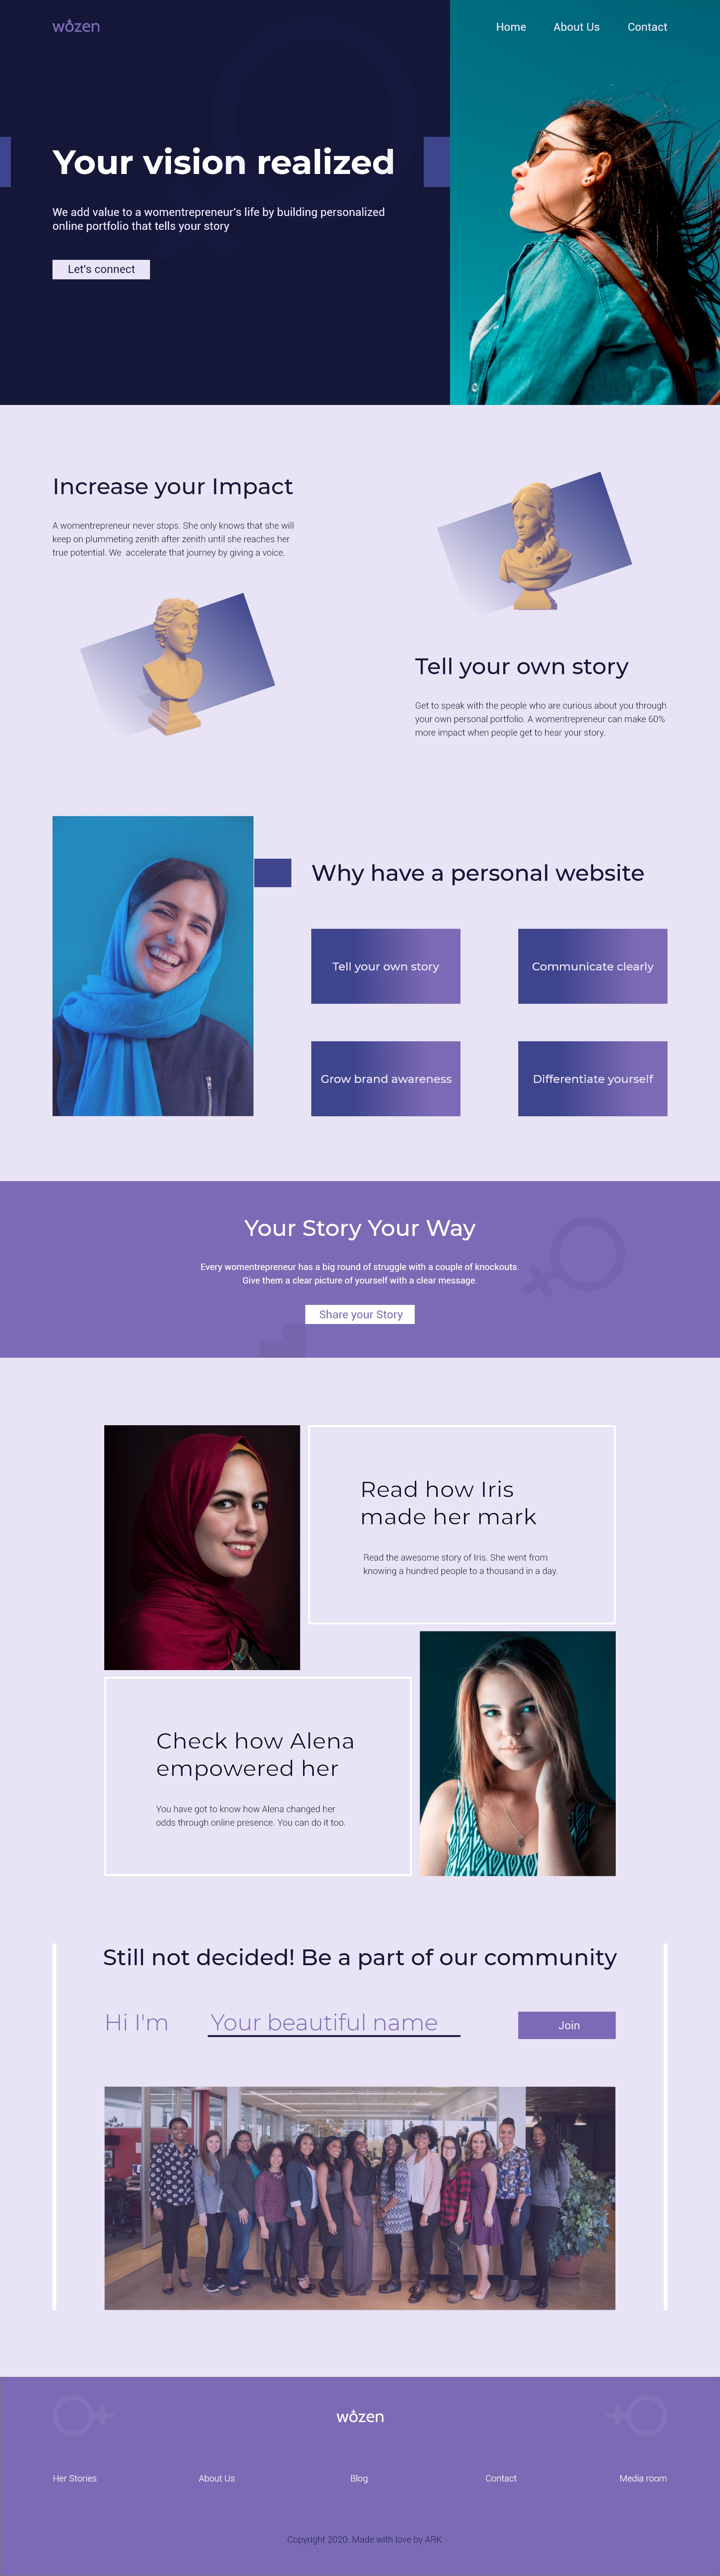 wozen
Home About Us Contact
Your vision realized
We add value to a womentrepreneur's life by building personalized
online portfolio that tells your story
Let's connect
Increase your Impact
A womentrepreneur never stops. She only knows that she will
keep on plummeting zenith after zenith until she reaches her
true potential. We accelerate that journey by giving a voice.
Tell your own story
Get to speak with the people who are curious about you through
your own personal portfolio. A womentrepreneur can make 60%
more impact when people get to hear your story.
Why have a personal website
Tell your own story
Communicate clearly
Grow brand awareness
Differentiate yourself
Your Story Your Way
Every womentrepreneur has a big round of struggle with a couple of knockouts.
Give them a clear picture of yourself with a clear message.
Share your Story
Read how Iris
made her mark
Read the awesome story of Iris. She went from
knowing a hundred people to a thousand in a day.
Check how Alena
empowered her
You have got to know how Alena changed her
odds through online presence. You can do it too.
Still not decided! Be a part of our community
Hi I'm Your beautiful name
Join
wozen
Her Stories About Us Blog Contact Media room
Copyright 2020. Made with love by ARK.